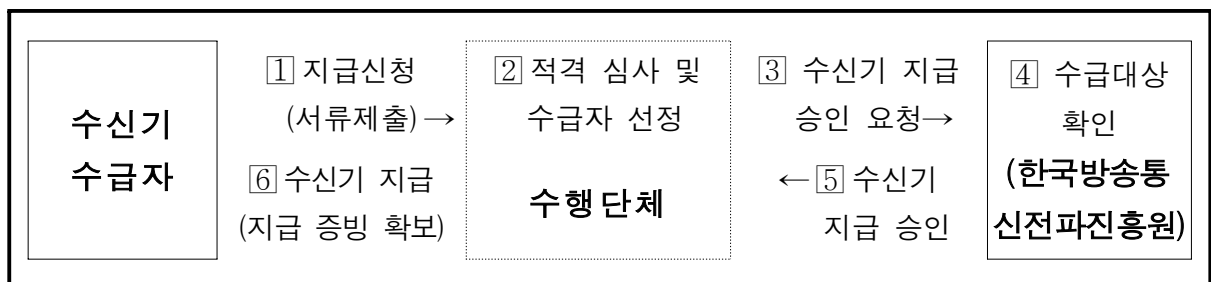 수신기
수급자
1 지급신청
(서류제출)→
6 수신기 지급
(지급 증빙 확보)
2 적격 심사 및
수급자 선정
수행단체
3 수신기 지급
승인 요청→
←5 수신기
지급 승인
4 수급대상
확인
(한국방송통
신전파진흥원)